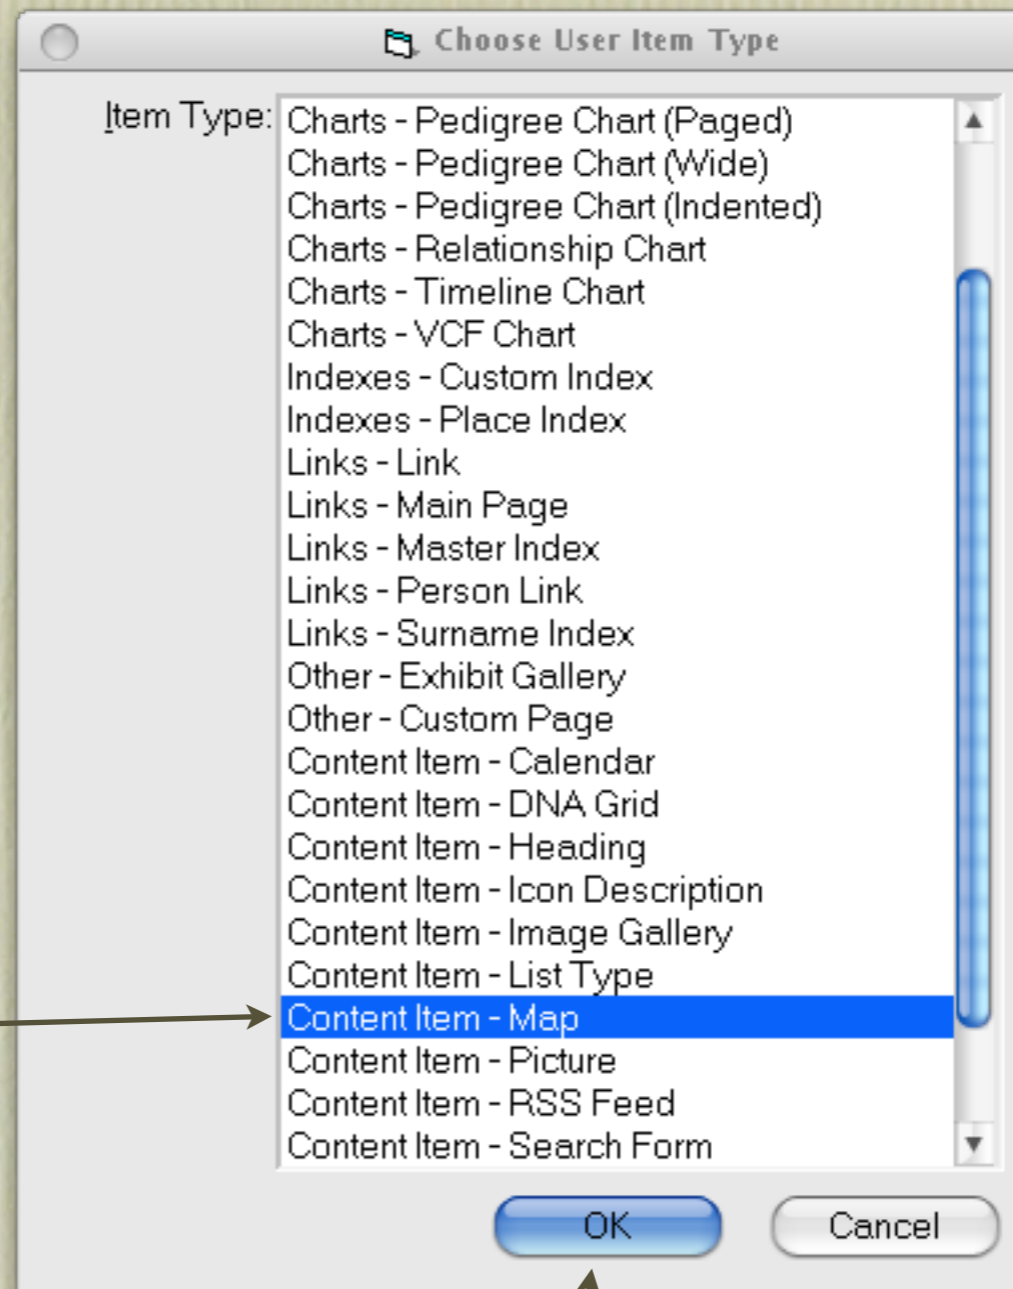 Choose User Item Type
Item Type:
Charts - Pedigree Chart (Paged)
Charts - Pedigree Chart (Wide)
Charts - Pedigree Chart (Indented)
Charts - Relationship Chart
Charts - Timeline Chart
Charts - VCF Chart
Indexes - Custom Index
Indexes - Place Index
Links - Link
Links - Main Page
Links - Master Index
Links - Person Link
Links - Surname Index
Other - Exhibit Gallery
Other - Custom Page
Content Item - Calendar
Content Item - DNA Grid
Content Item - Heading
Content Item - Icon Description
Content Item - Image Gallery
Content Item - List Type
Content Item - Map
Content Item - Picture
Content Item - RSS Feed
Content Item - Search Form
OK Cancel